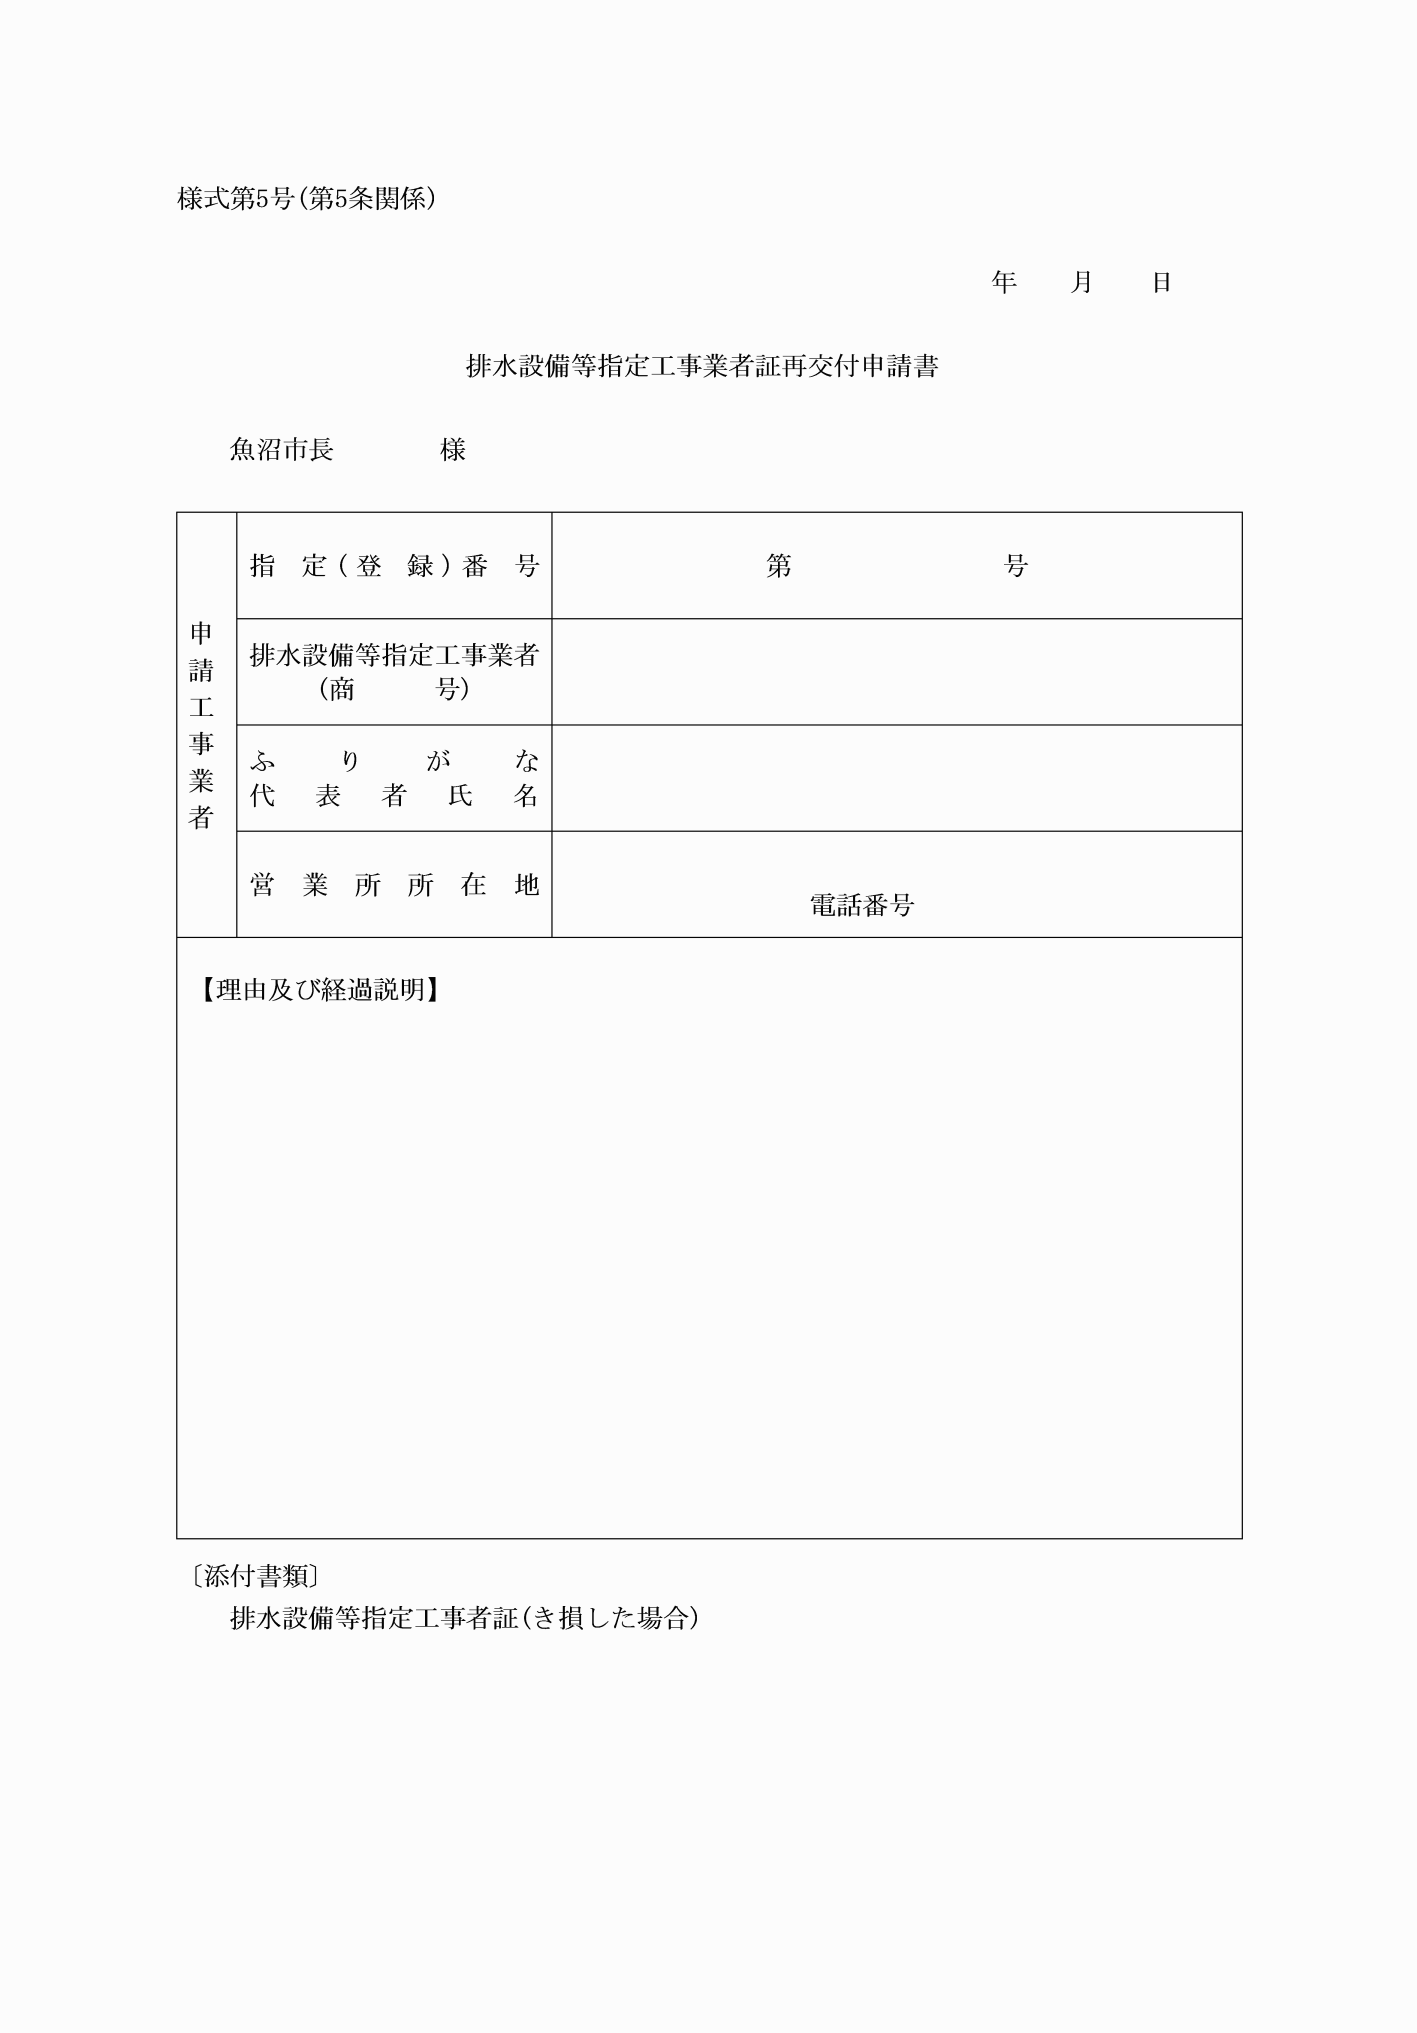 様式第5号(第5条関係)
年　　月　　日
排水設備等指定工事業者証再交付申請書
魚沼市長　　　　様
申請工事業者
指定(登録)番号
第　　　　　　　　号
排水設備等指定工事業者
(商　　　号)
ふりがな
代表者氏名
営業所所在地
電話番号
【理由及び経過説明】
〔添付書類〕
排水設備等指定工事者証(き損した場合)